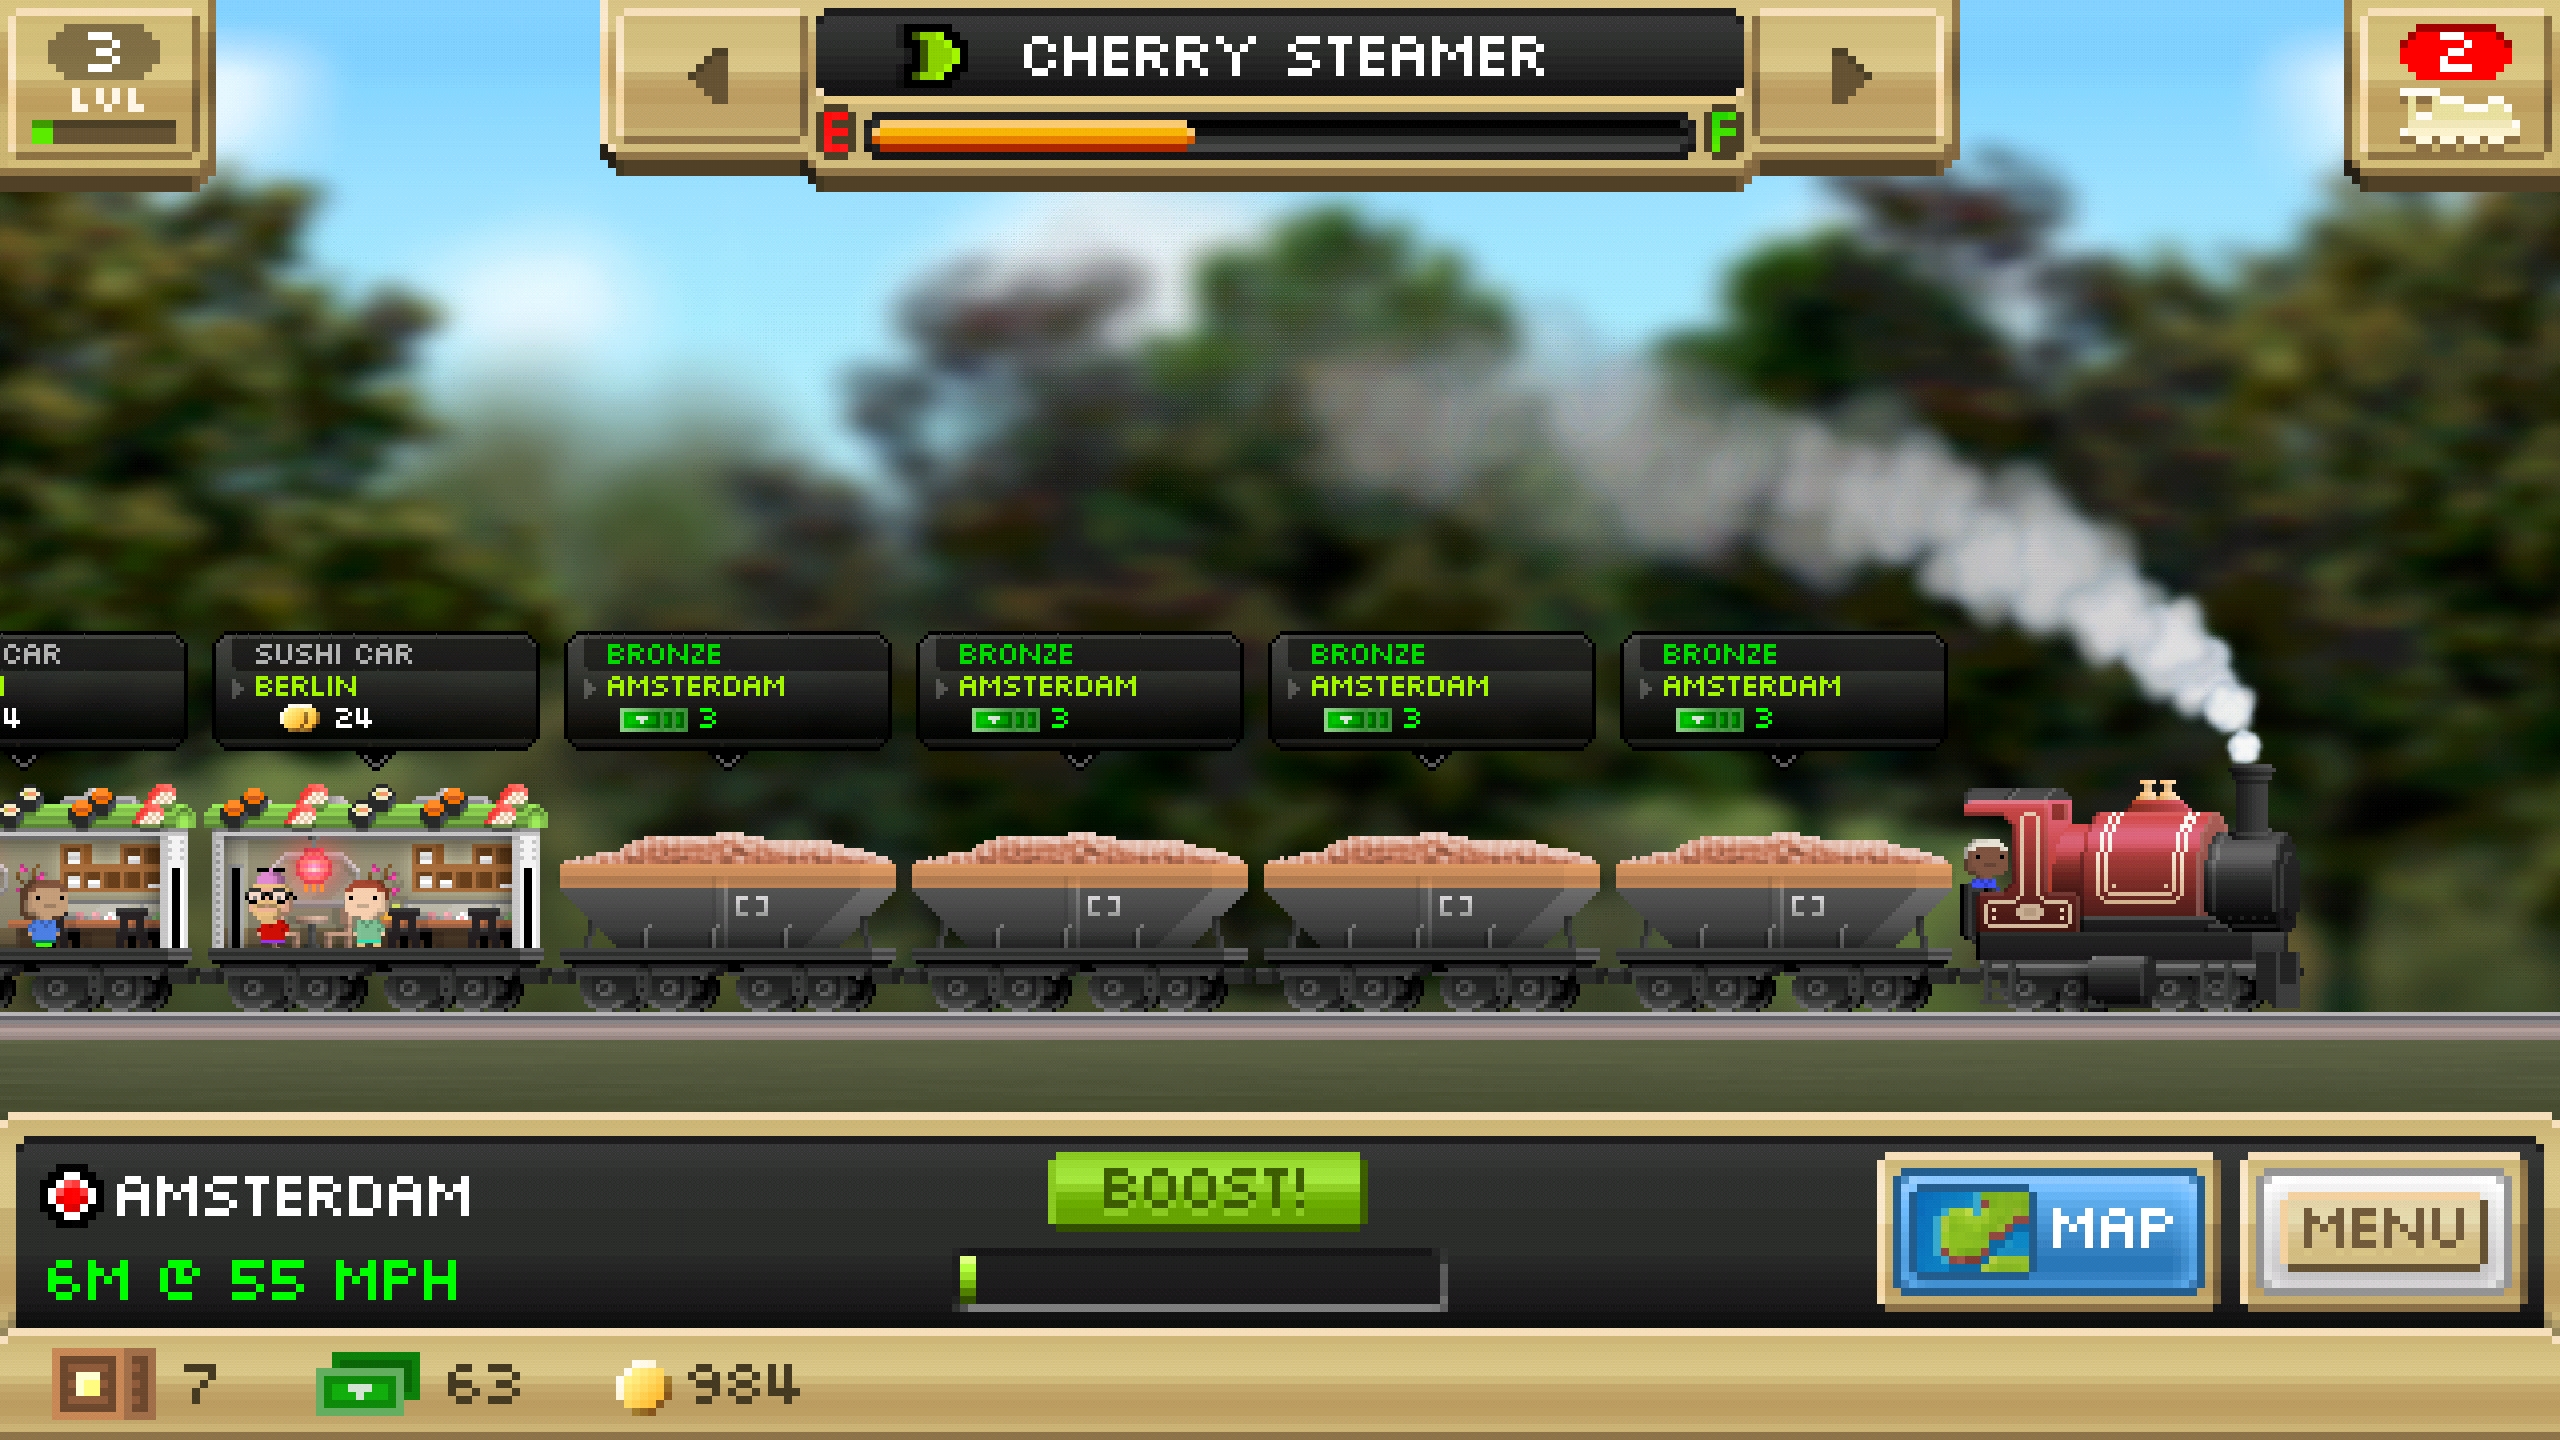 3
LVL
CHERRY STEAMER
E F
2
CAR
4
SUSHI CAR
BERLIN
24
BRONZE
AMSTERDAM
3
BRONZE
AMSTERDAM
3
BRONZE
AMSTERDAM
3
BRONZE
AMSTERDAM
3
AMSTERDAM
6M @ 55 MPH
BOOST!
MAP
MENU
7 63 984